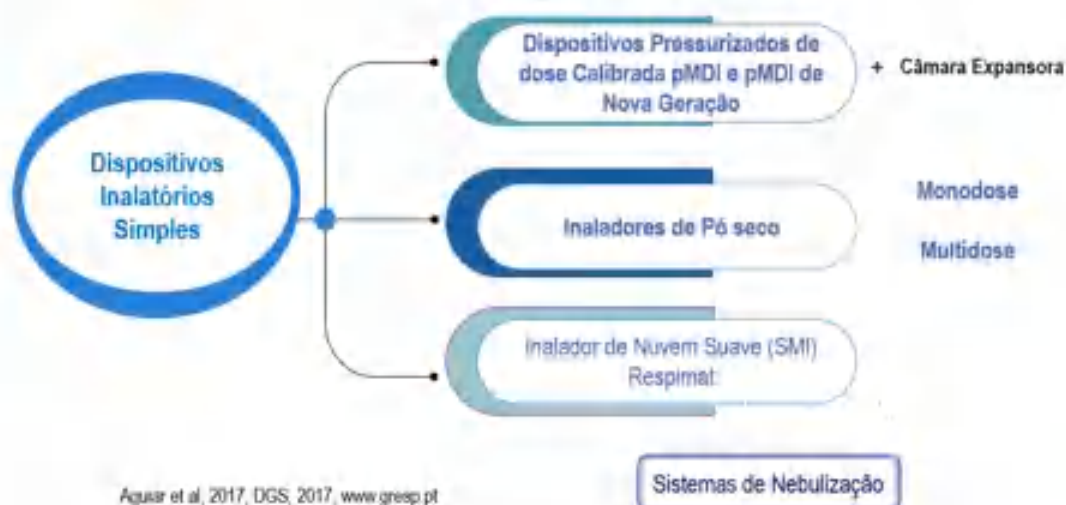 Dispositivos Pressurizados de
dose Calibrada pMDI e pMDI de
Nova Geração
+ Câmara Expansora
Dispositivos
Inalatórios
Simples
Inaladores de Pó seco
Monodose
Multidose
Inalador de Nuvem Suave (SMI)
Respimat
Sistemas de Nebulização
Aguiar et al, 2017, DGS, 2017, www.gresp.pt